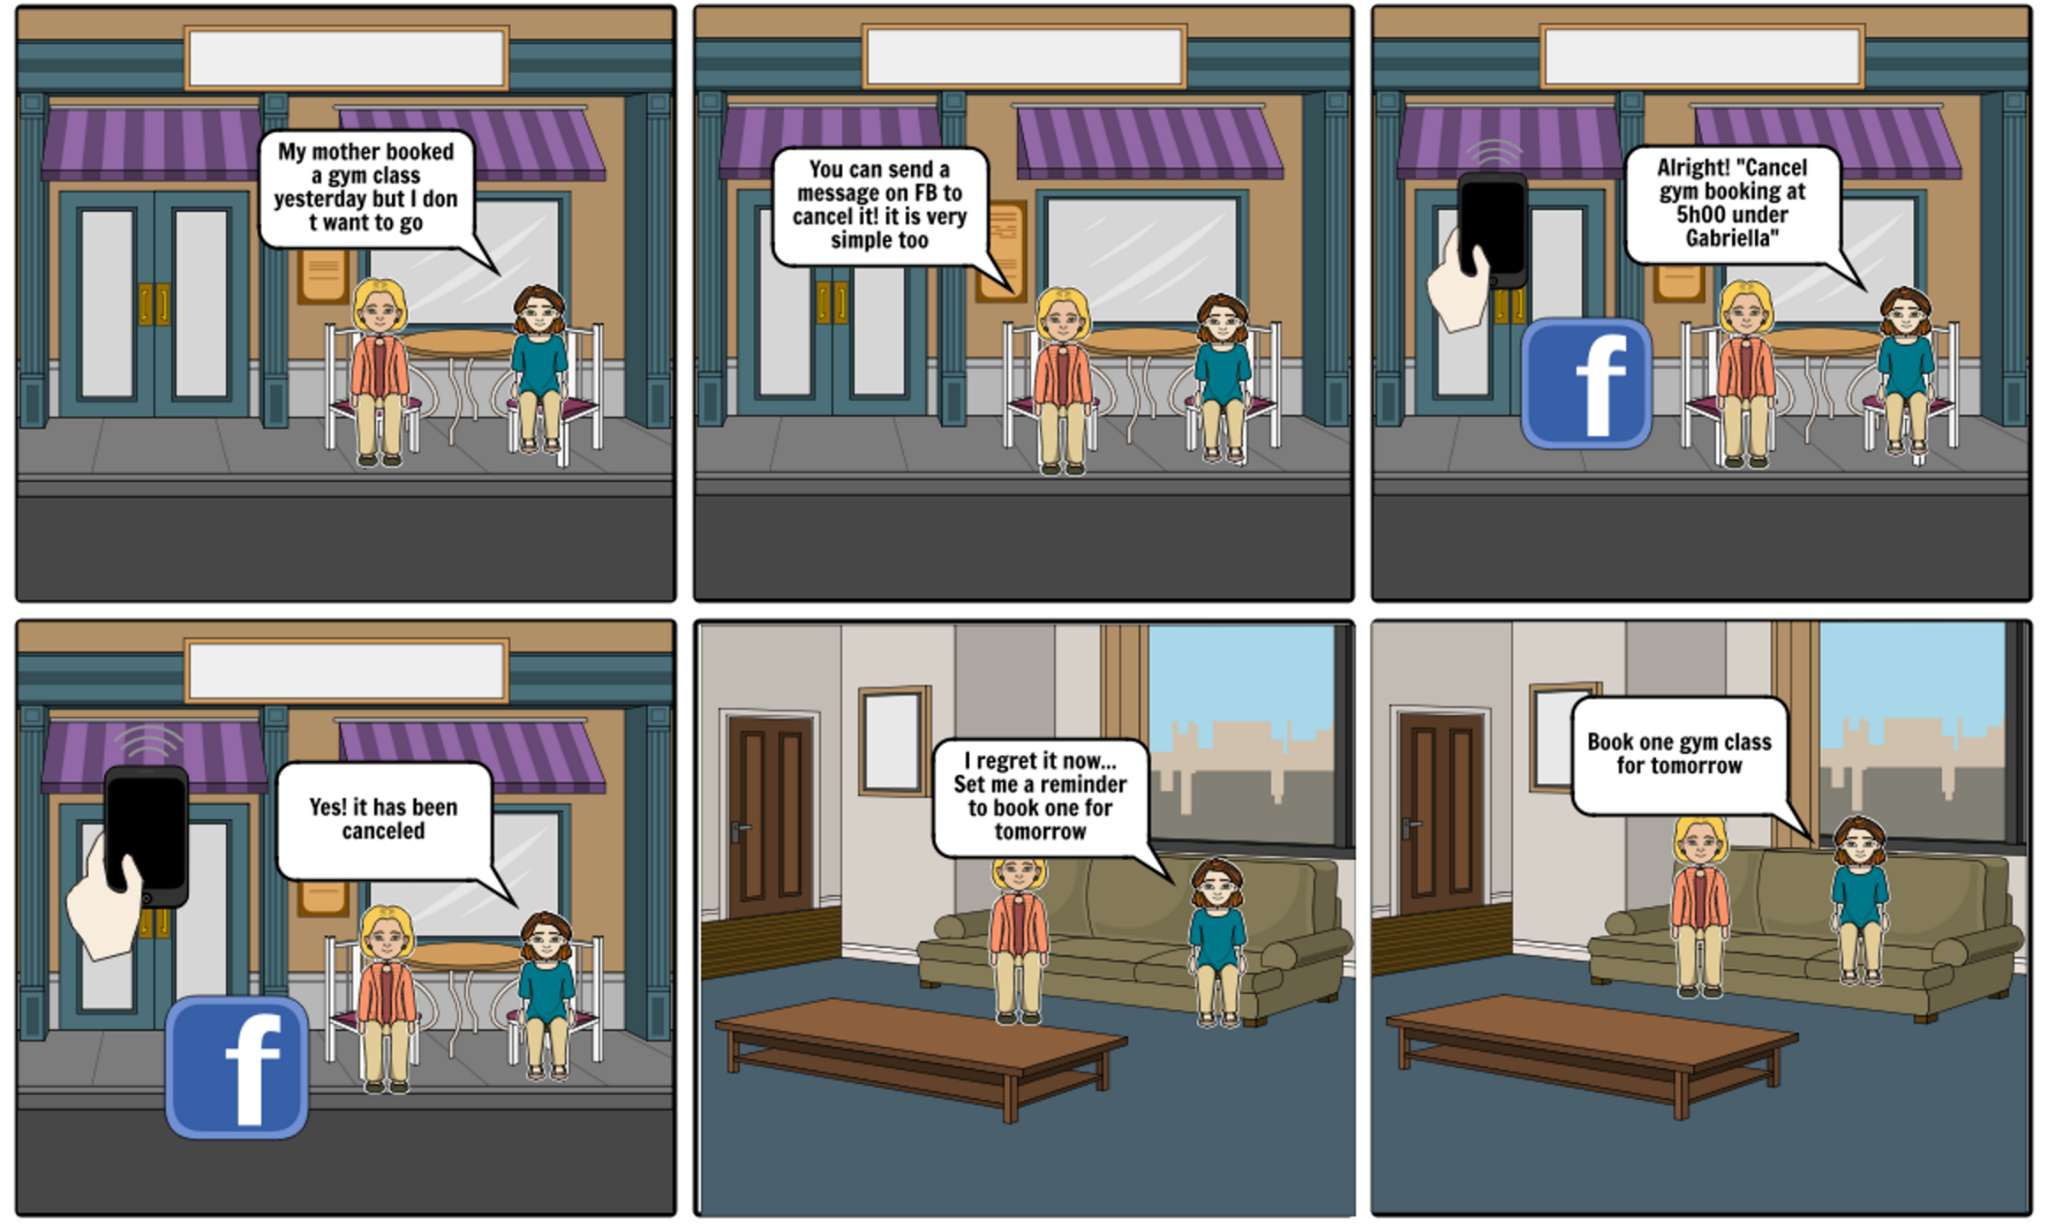 My mother booked
a gym class
yesterday but I don
t want to go
You can send a
message on FB to
cancel it! it is very
simple too
Alright! "Cancel
gym booking at
5h00 under
Gabriella"
f
Yes! it has been
canceled
f
I regret it now...
Set me a reminder
to book one for
tomorrow
Book one gym class
for tomorrow